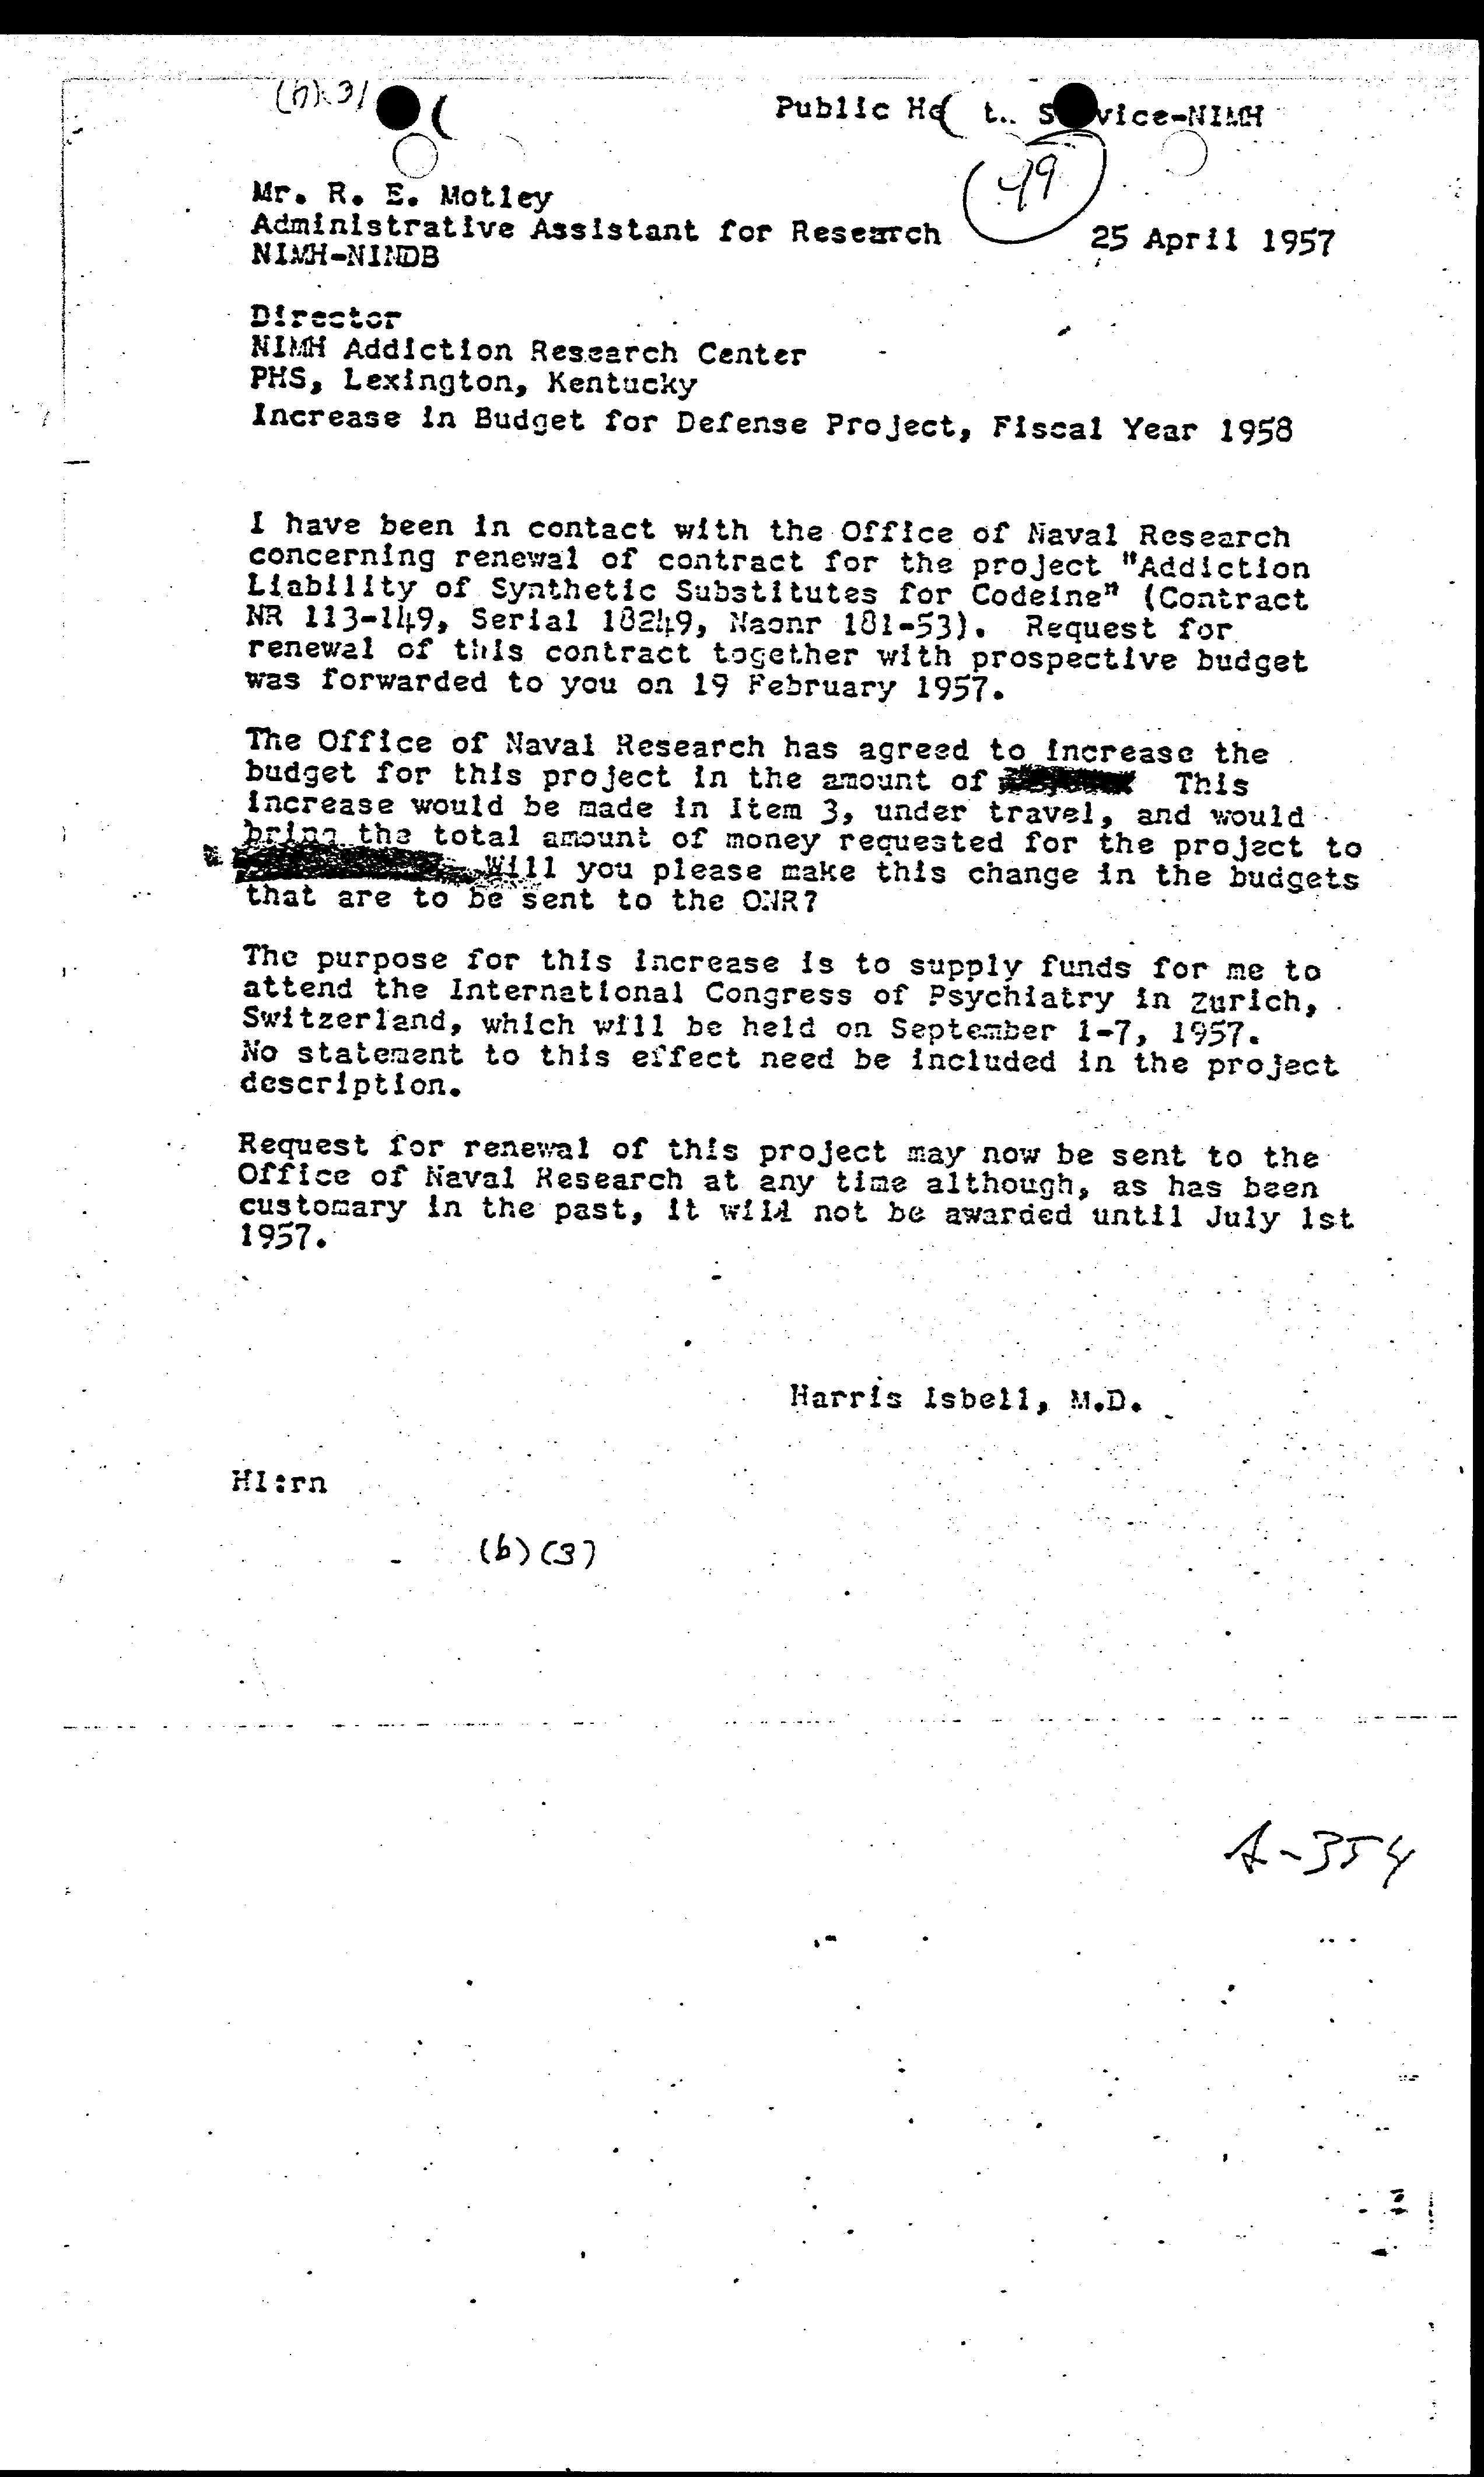 Public He t.. S vice-NIMH
49
Mr. R. E. Motley
Administrative Assistant for Research
25 April 1957
NIMH-NINDB
Director
NIMH Addiction Research Center
PHS, Lexington, Kentucky
Increase in Budget for Defense Project, Fiscal Year 1958
I have been in contact with the Office of Naval Research
concerning renewal of contract for the project "Addiction
Liability of Synthetic Substitutes for Codeine" (Contract
NR 113-149, Serial 18249, Naonr 181-53). Request for
renewal of this contract together with prospective budget
was forwarded to you on 19 February 1957.
The Office of Naval Research has agreed to increase the
budget for this project in the amount of This
increase would be made in Item 3, under travel, and would
bring the total amount of money requested for the project to
Will you please make this change in the budgets
that are to be sent to the ONR?
The purpose for this increase is to supply funds for me to
attend the International Congress of Psychiatry in Zurich,
Switzerland, which will be held on September 1-7, 1957.
No statement to this effect need be included in the project
description.
Request for renewal of this project may now be sent to the
Office of Naval Research at any time although, as has been
customary in the past, it will not be awarded until July 1st
1957.
Harris Isbell, M.D.
HI:rn
(b)(3)
A-354